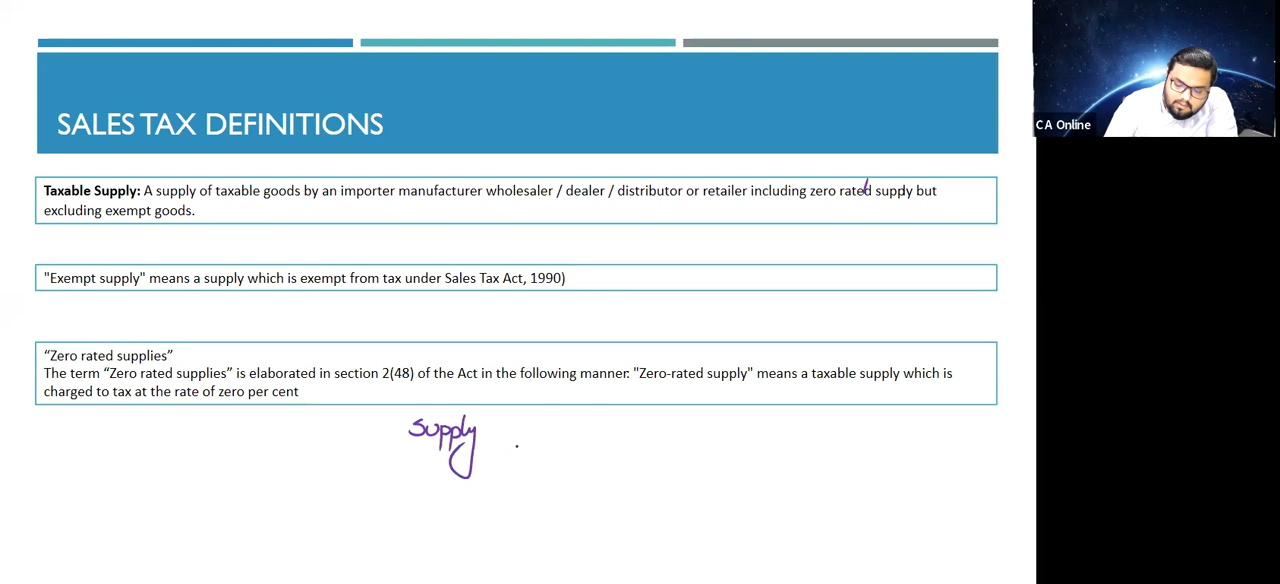 SALES TAX DEFINITIONS
Taxable Supply: A supply of taxable goods by an importer manufacturer wholesaler / dealer / distributor or retailer including zero rated supply but
excluding exempt goods.
"Exempt supply" means a supply which is exempt from tax under Sales Tax Act, 1990)
“Zero rated supplies”
The term “Zero rated supplies” is elaborated in section 2(48) of the Act in the following manner: "Zero-rated supply" means a taxable supply which is
charged to tax at the rate of zero per cent
Supply
CA Online